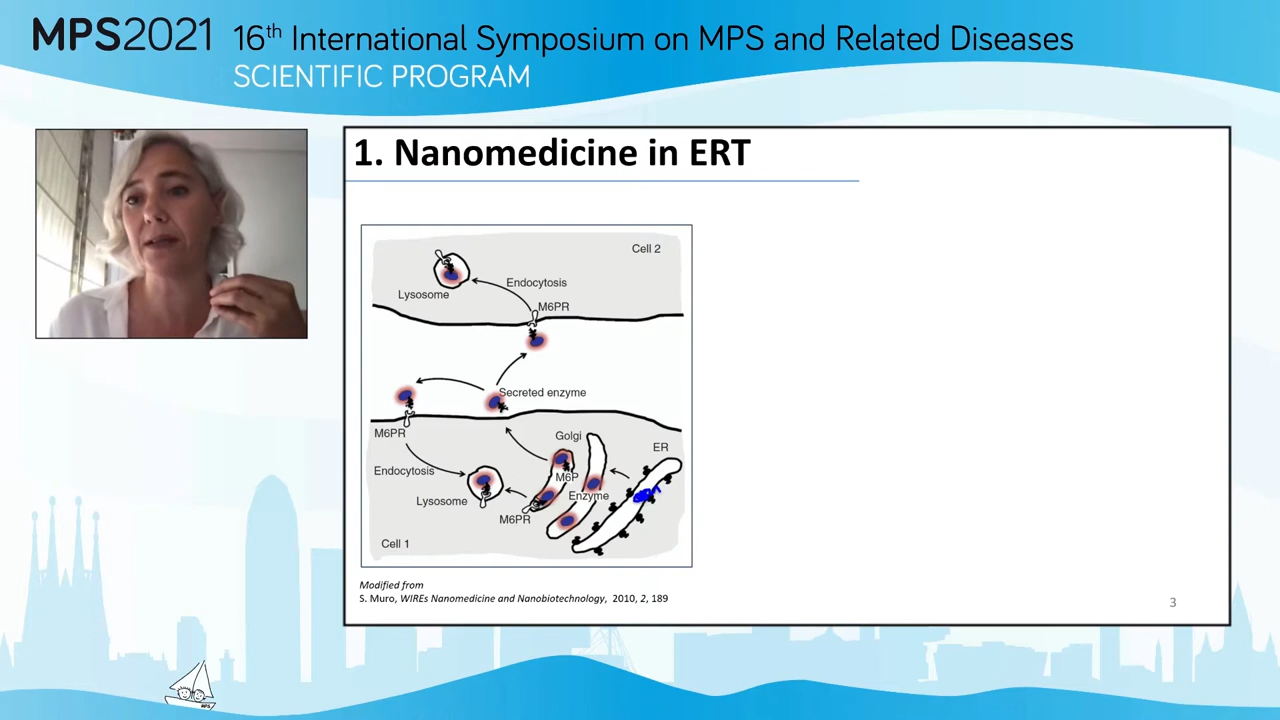 MPS2021 16th International Symposium on MPS and Related Diseases
SCIENTIFIC PROGRAM
1. Nanomedicine in ERT
Cell 2
Endocytosis
Lysosome
M6PR
Secreted enzyme
M6PR
Golgi
ER
Endocytosis
M6P
Lysosome
Enzyme
M6PR
Cell 1
Modified from
S. Muro, WIREs Nanomedicine and Nanobiotechnology, 2010, 2, 189
3
MPS